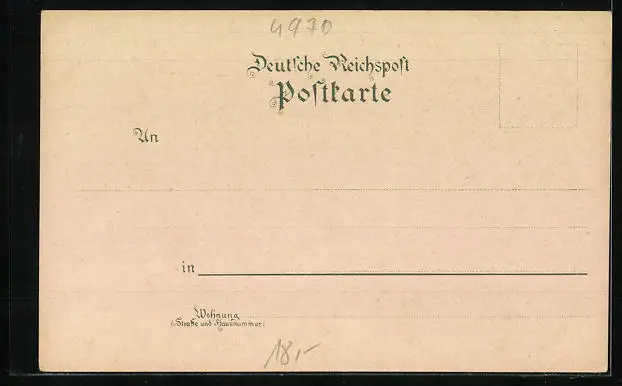 4970
Deutsche Reichspost
Postkarte
An
in
Wohnung
(Straße und Hausnummer)
18,-